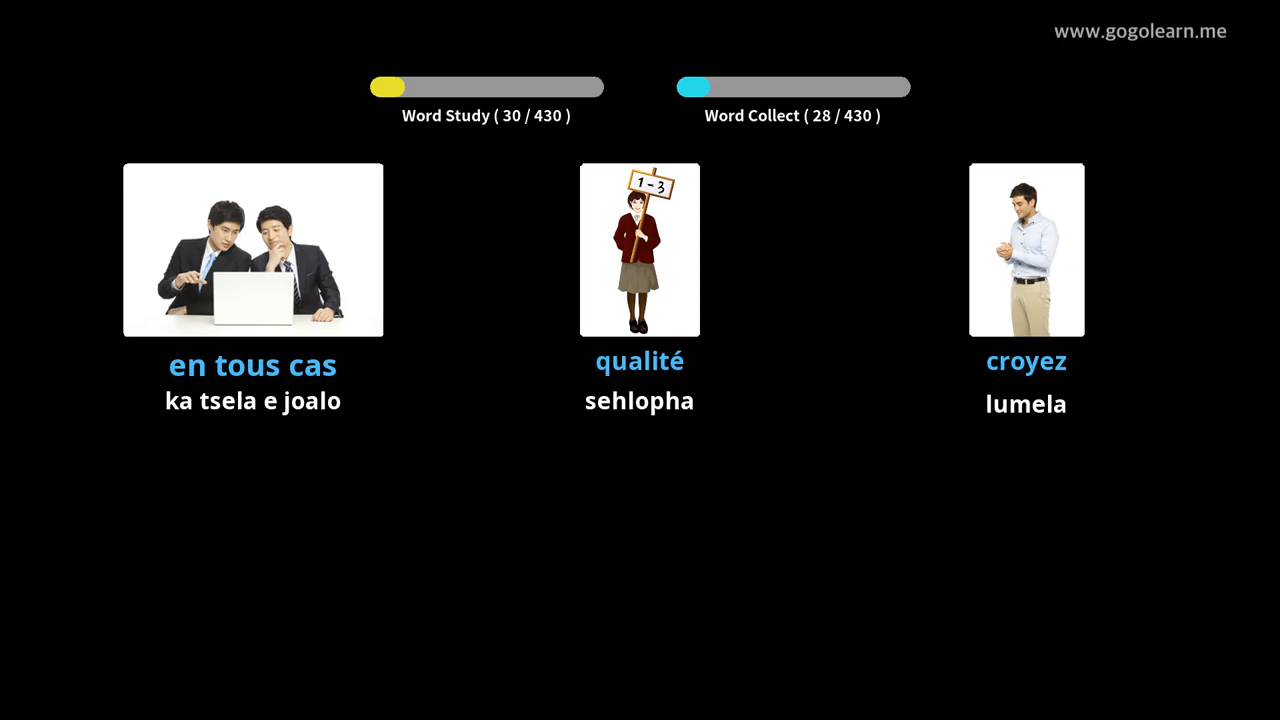 www.gogolearn.me
Word Study ( 30 / 430 )
Word Collect ( 28 / 430 )
1 - 3
en tous cas
ka tsela e joalo
qualité
sehlopha
croyez
lumela